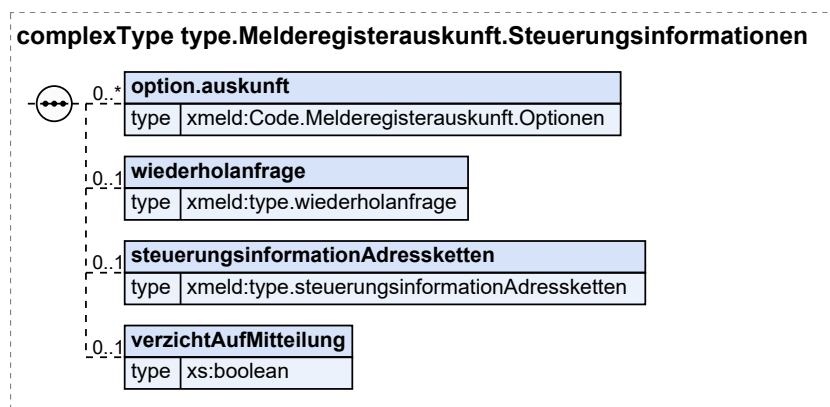 complexType type.Melderegisterauskunft.Steuerungsinformationen
0..* option.auskunft
type xmeld:Code.Melderegisterauskunft.Optionen
0..1 wiederholanfrage
type xmeld:type.wiederholanfrage
0..1 steuerungsinformationAdressketten
type xmeld:type.steuerungsinformationAdressketten
0..1 verzichtAufMitteilung
type xs:boolean